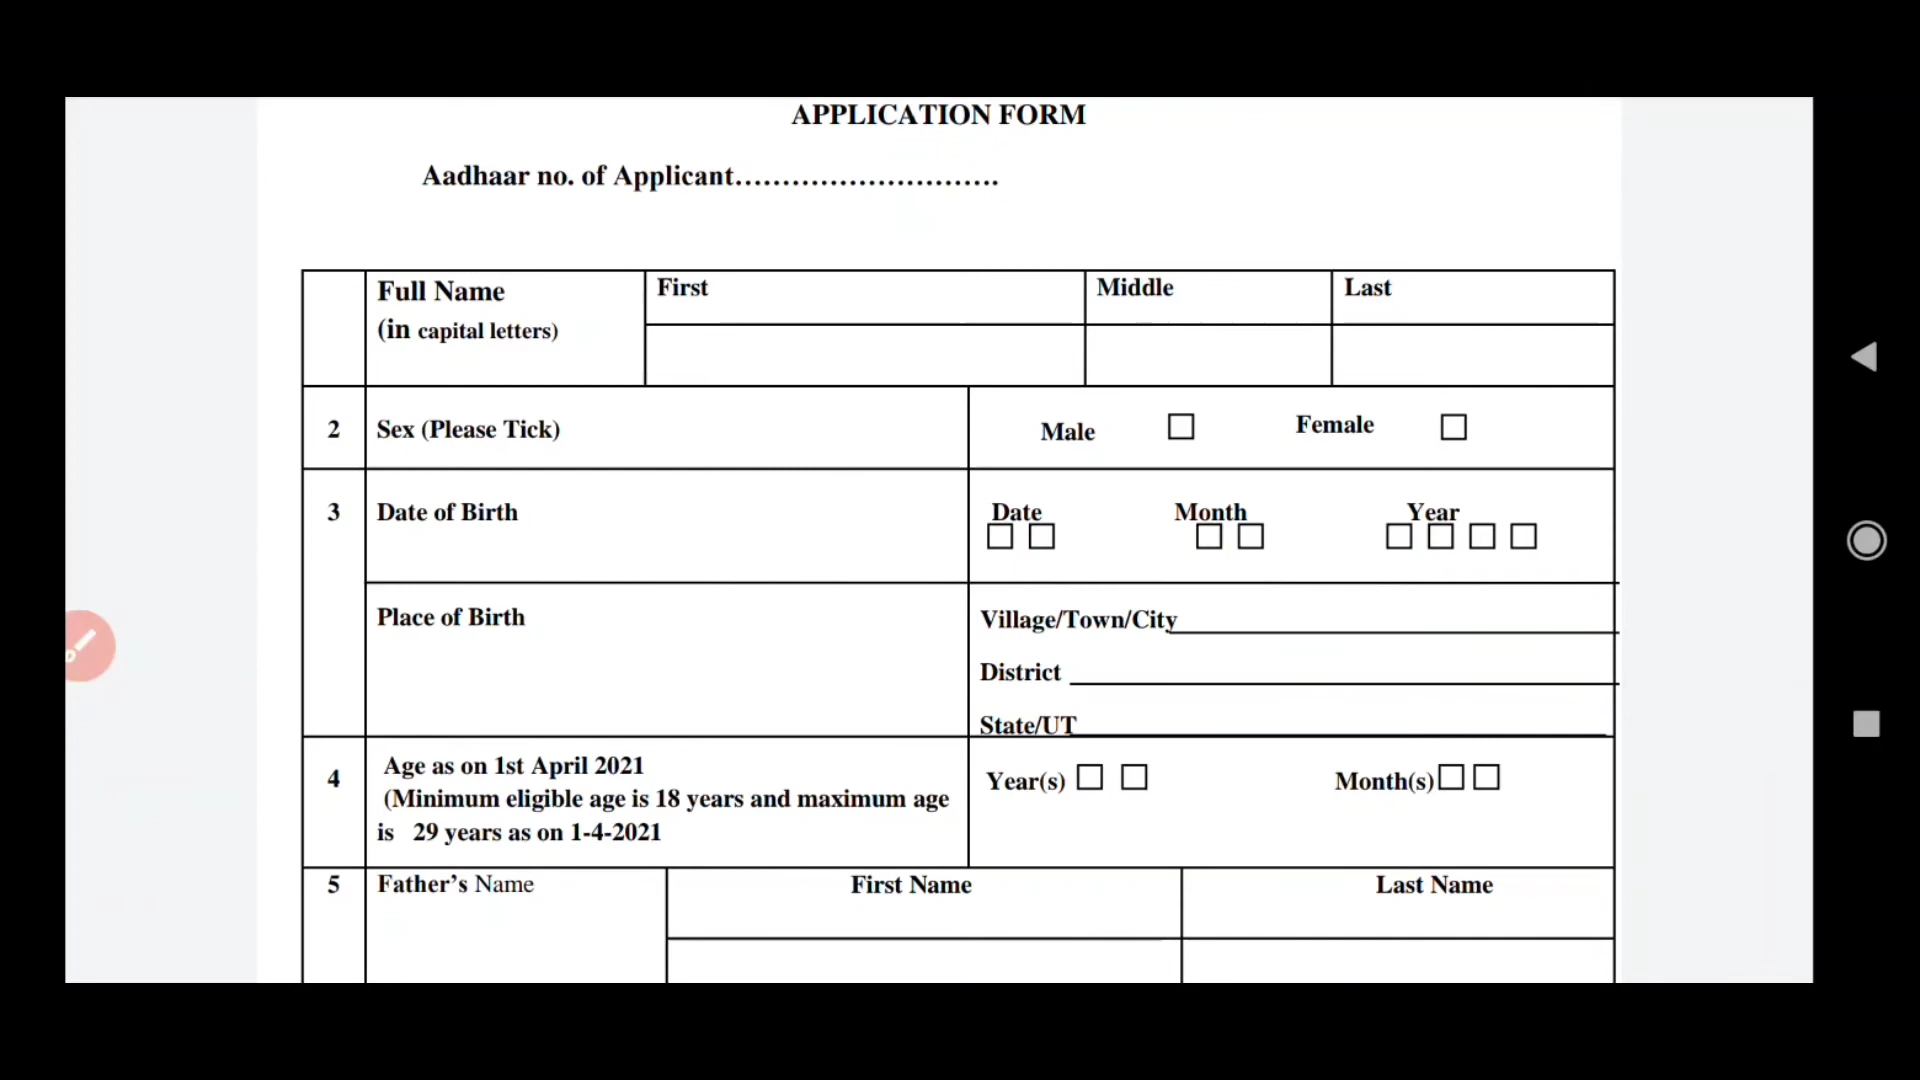 APPLICATION FORM
Aadhaar no. of Applicant………………………..
Full Name
(in capital letters)
First
Middle
Last
2
Sex (Please Tick)
Male
Female
3
Date of Birth
Date
Month
Year
Place of Birth
Village/Town/City
District
State/UT
4
Age as on 1st April 2021
(Minimum eligible age is 18 years and maximum age
is 29 years as on 1-4-2021
Year(s)
Month(s)
5
Father’s Name
First Name
Last Name